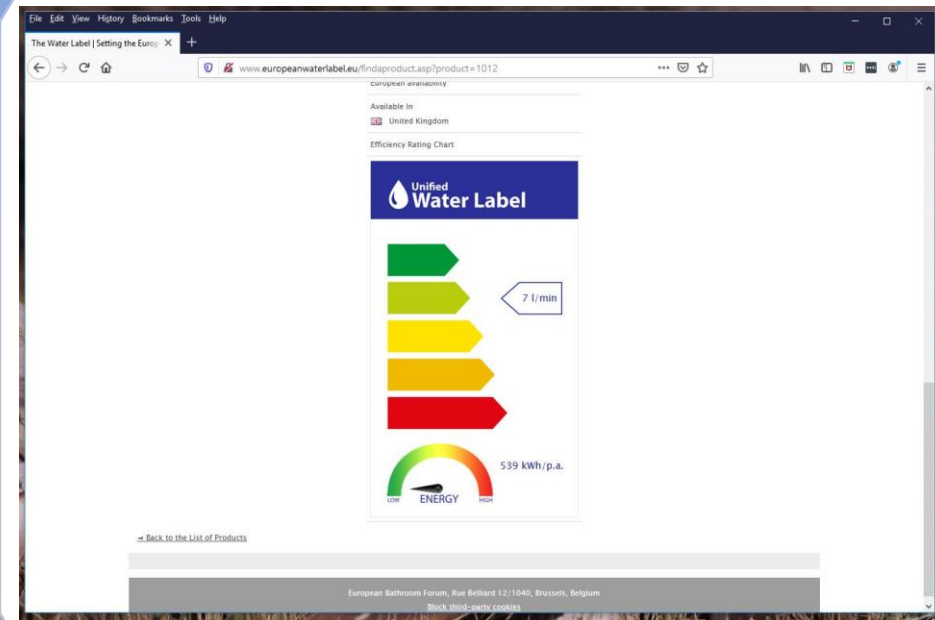 File Edit View History Bookmarks Tools Help
The Water Label | Setting the Europ
www.europeanwaterlabel.eu/findaproduct.asp?product=1012
European availability
Available In
United Kingdom
Efficiency Rating Chart
Unified
Water Label
7 l/min
539 kWh/p.a.
LOW ENERGY HIGH
Back to the List of Products
European Bathroom Forum, Rue Belliard 12/1040, Brussels, Belgium
Block third-party cookies